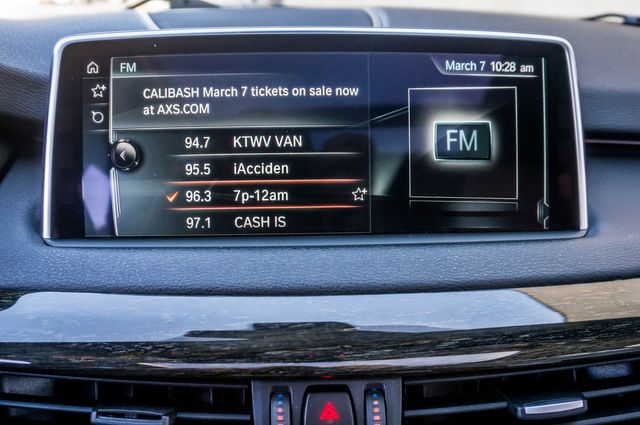 FM
March 7 10:28 am
CALIBASH March 7 tickets on sale now
at AXS.COM
94.7 KTWV VAN
95.5 iAcciden
96.3 7p-12am
97.1 CASH IS
FM